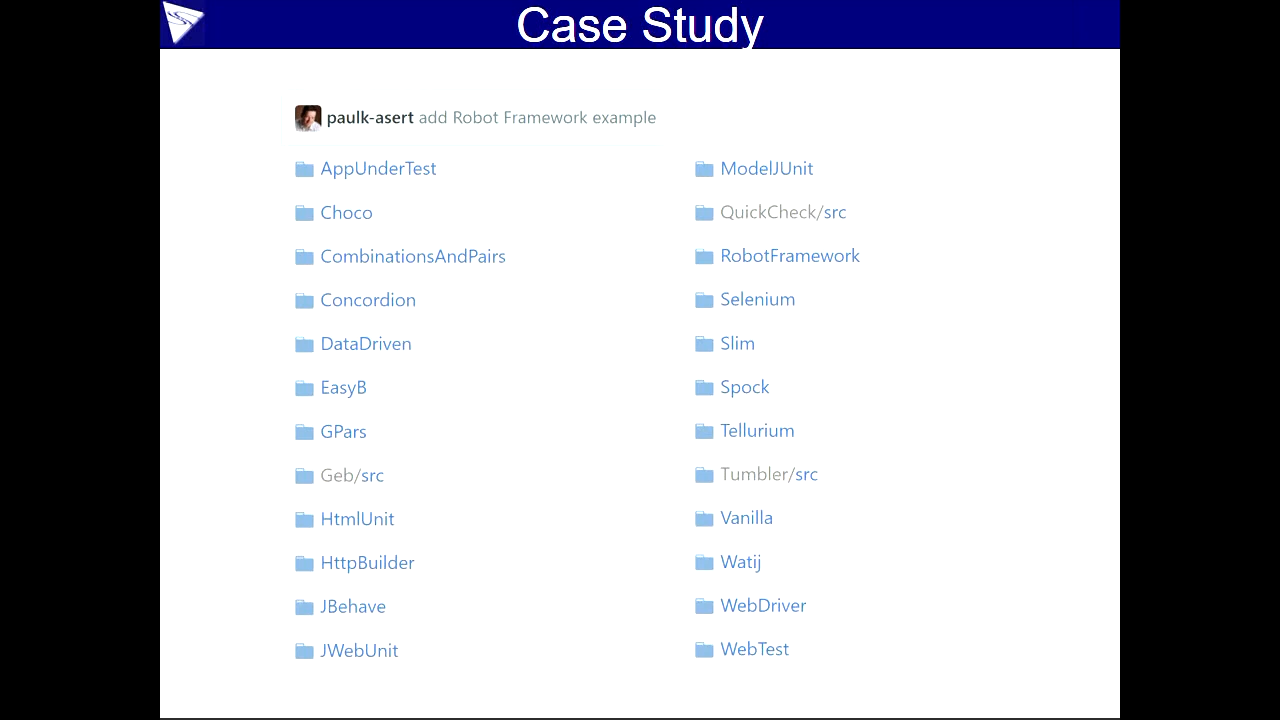 Case Study
paulk-asert add Robot Framework example
AppUnderTest
Choco
CombinationsAndPairs
Concordion
DataDriven
EasyB
GPars
Geb/src
HtmlUnit
HttpBuilder
JBehave
JWebUnit
ModelJUnit
QuickCheck/src
RobotFramework
Selenium
Slim
Spock
Tellurium
Tumbler/src
Vanilla
Watij
WebDriver
WebTest